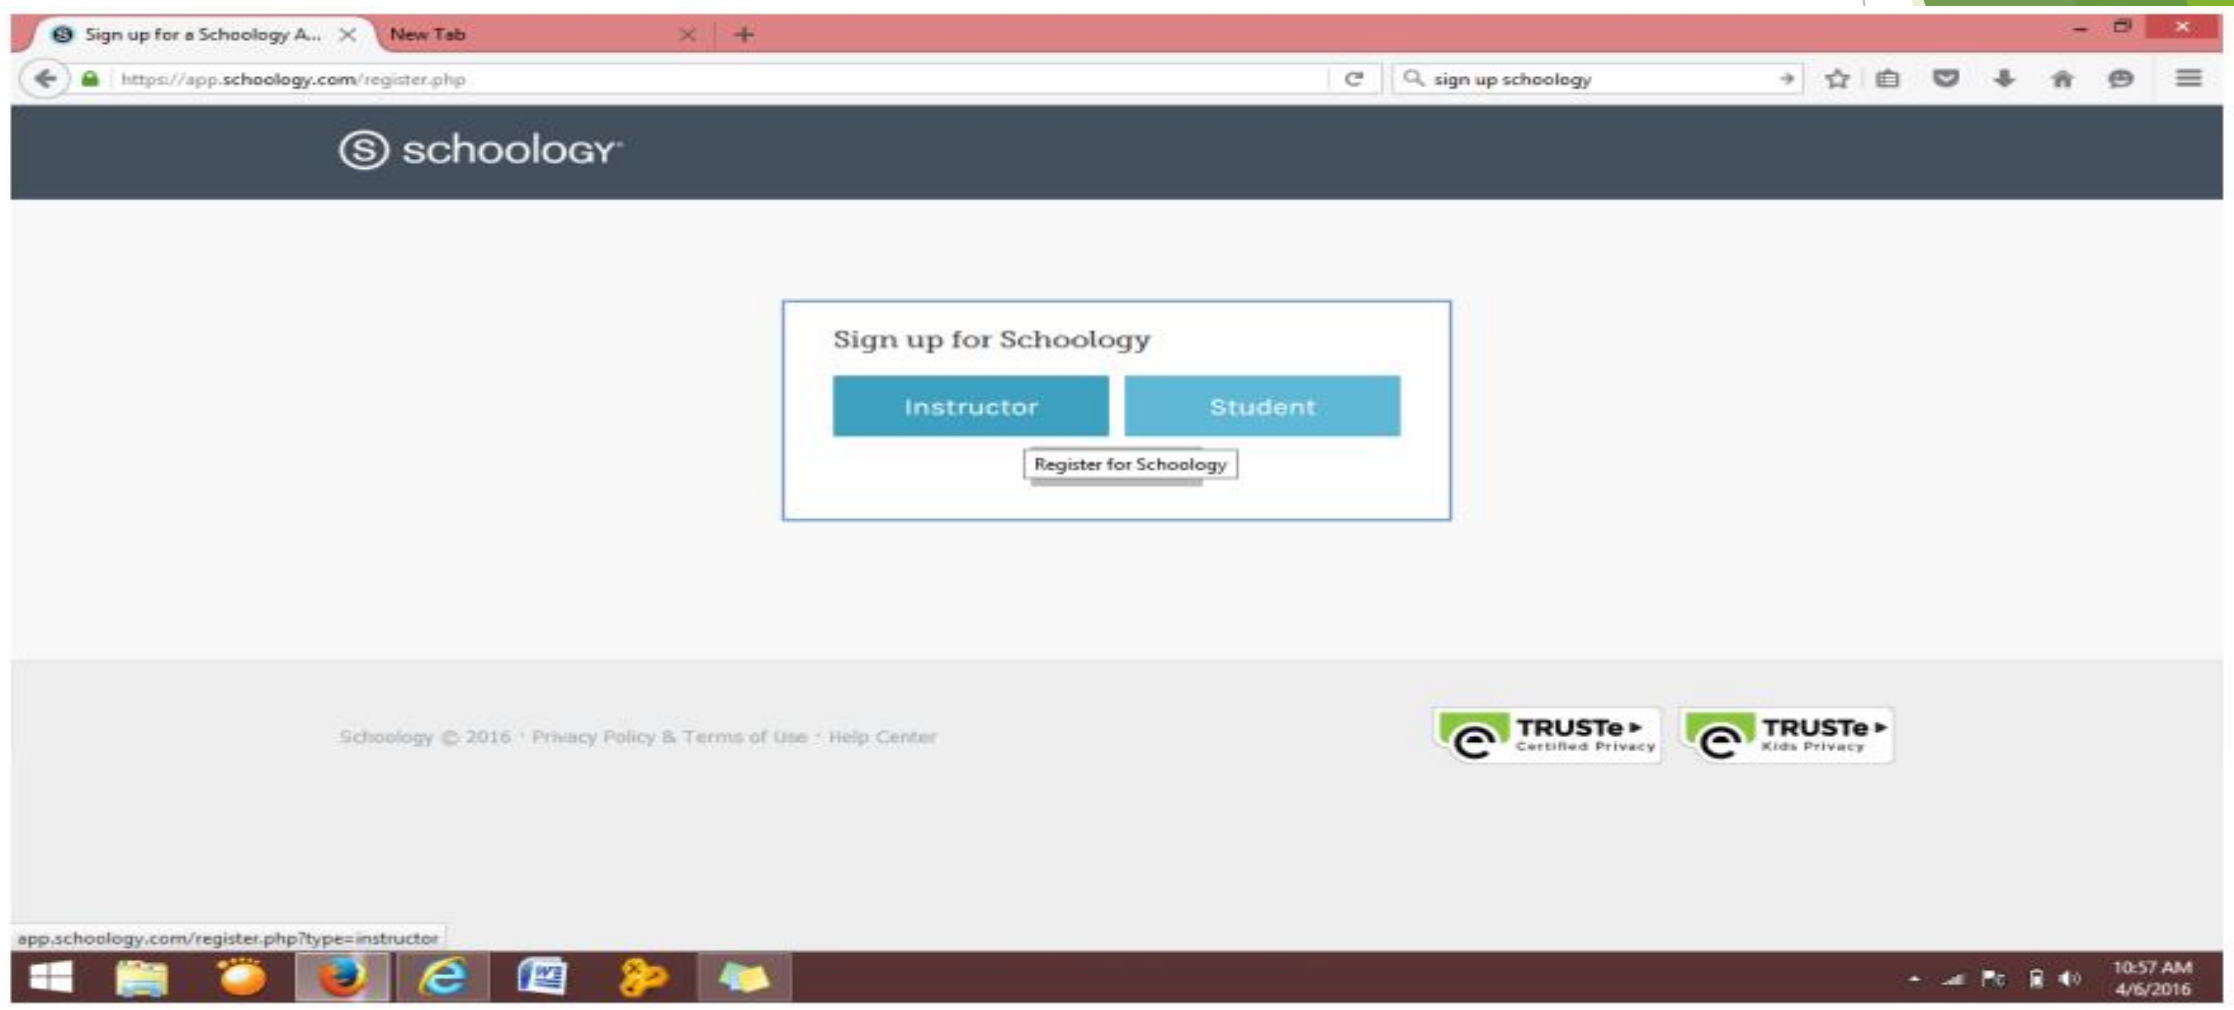 Sign up for a Schoology A...
New Tab
https://app.schoology.com/register.php
sign up schoology
schoology
Sign up for Schoology
Instructor
Student
Register for Schoology
Schoology © 2016 · Privacy Policy & Terms of Use · Help Center
TRUSTe
Certified Privacy
TRUSTe
Kids Privacy
app.schoology.com/register.php?type=instructor
10:57 AM
4/6/2016